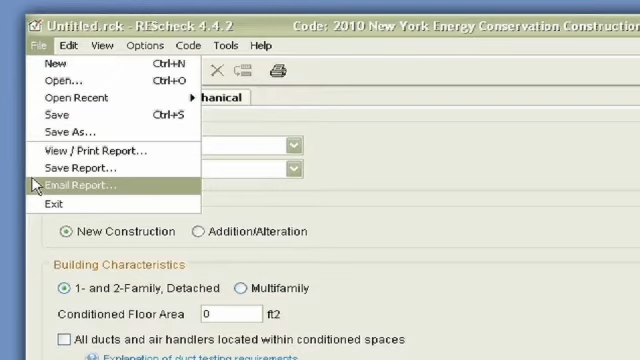 Untitled.rck - REScheck 4.4.2 Code: 2010 New York Energy Conservation Construction
File Edit View Options Code Tools Help
New Ctrl+N
Open... Ctrl+O
Open Recent
Save Ctrl+S
Save As...
View / Print Report...
Save Report...
Email Report...
Exit
New Construction Addition/Alteration
Building Characteristics
1- and 2-Family, Detached Multifamily
Conditioned Floor Area 0 ft2
All ducts and air handlers located within conditioned spaces
Explanation of duct testing requirements